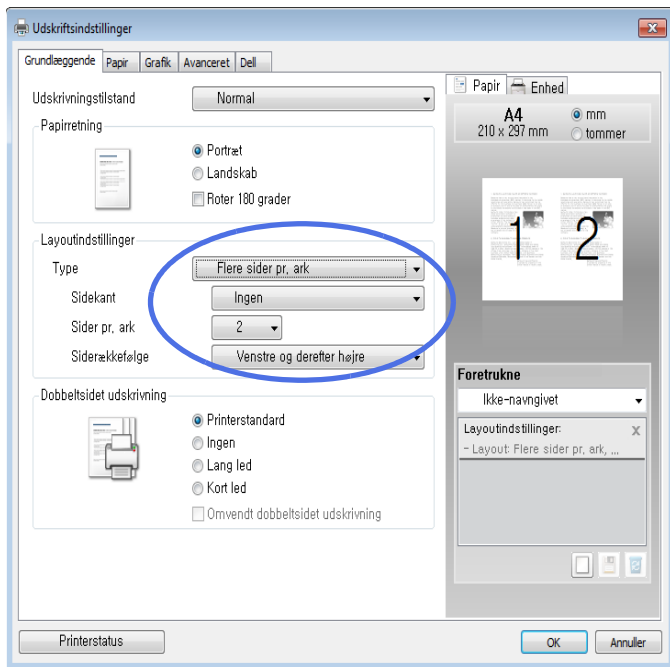 Udskriftsindstillinger
Grundlæggende Papir Grafik Avanceret Dell
Udskrivningstilstand Normal
Papirretning
Portræt
Landskab
Roter 180 grader
Layoutindstillinger
Type Flere sider pr. ark
Sidekant Ingen
Sider pr. ark 2
Siderækkefølge Venstre og derefter højre
Dobbeltsidet udskrivning
Printerstandard
Ingen
Lang led
Kort led
Omvendt dobbeltsidet udskrivning
Papir Enhed
A4 mm
210 x 297 mm tommer
1 2
Foretrukne
Ikke-navngivet
Layoutindstillinger: X
- Layout: Flere sider pr. ark, ...
Printerstatus OK Annuller